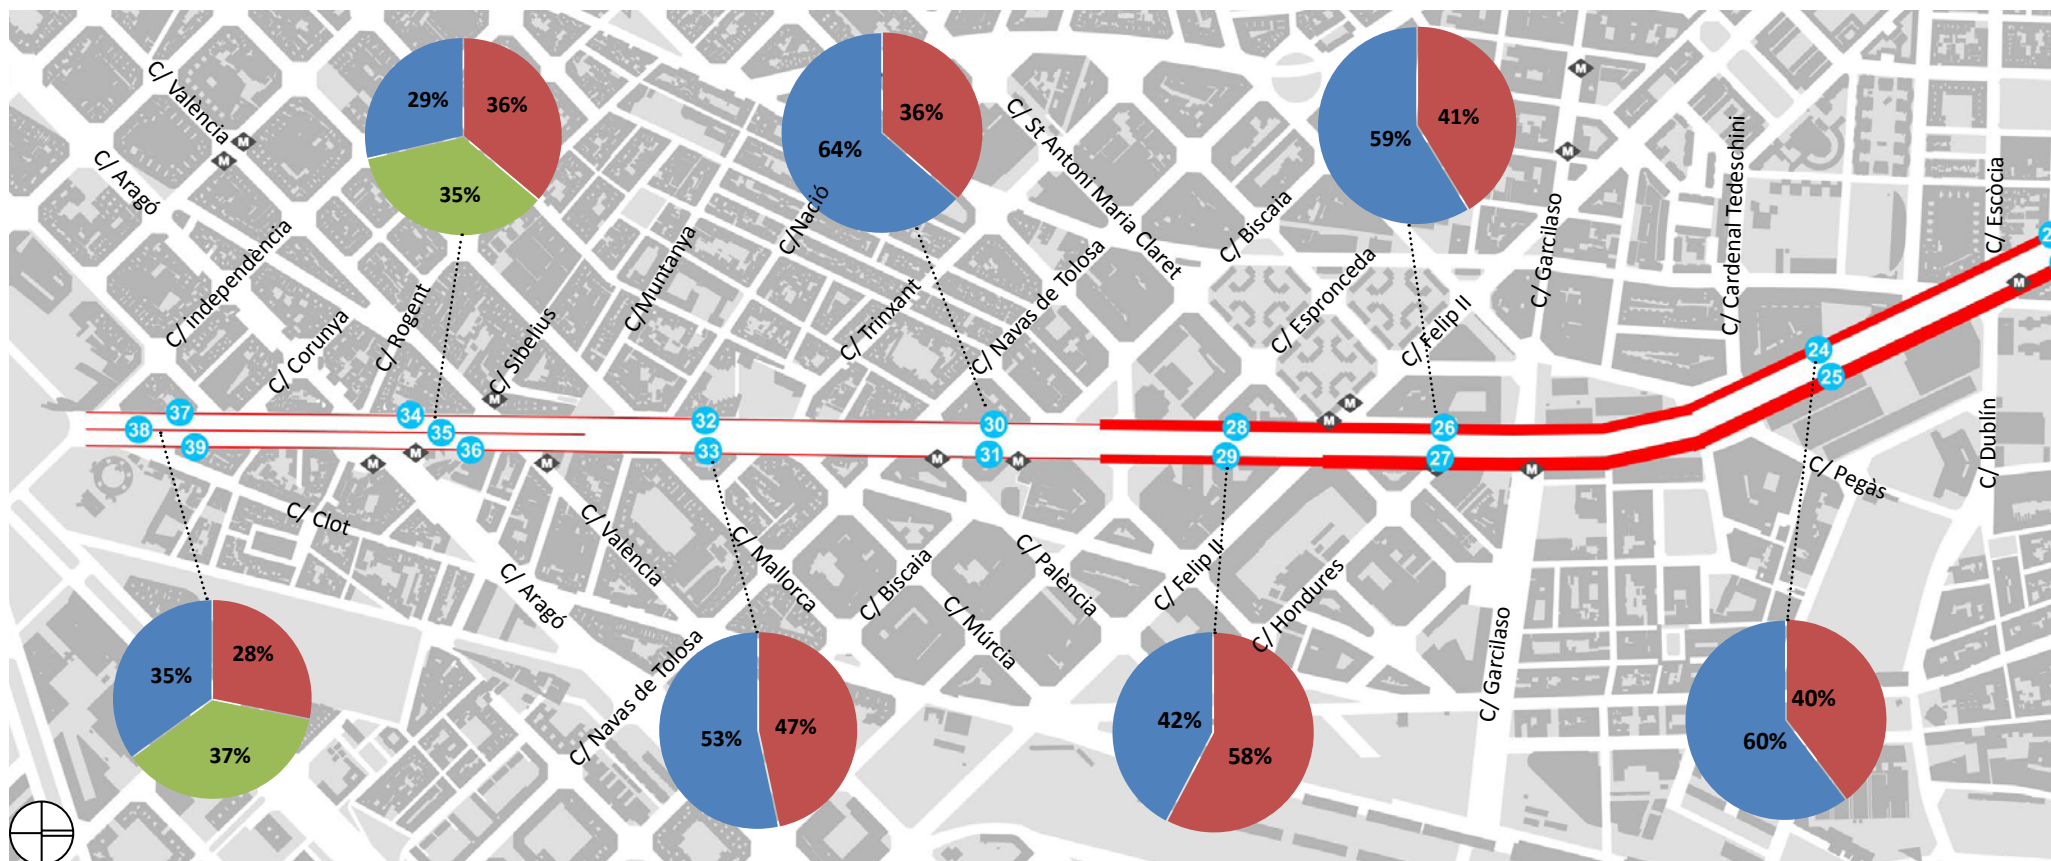 C/ València
C/ Aragó
C/ Independència
C/ Corunya
C/ Rogent
C/ Sibelius
C/Muntanya
C/Nació
C/ Trinxant
C/ Navas de Tolosa
C/ St Antoni Maria Claret
C/ Biscaia
C/ Espronceda
C/ Felip II
C/ Garcilaso
C/ Cardenal Tedeschini
C/ Escòcia
29%
36%
35%
64%
36%
59%
41%
M
M
M
M
M
24
25
37
38
39
34
35
36
32
33
30
31
28
29
26
27
M
M
M
M
M
M
M
M
M
C/ Clot
C/ Aragó
C/ València
C/ Navas de Tolosa
C/ Mallorca
C/ Biscaia
C/ Múrcia
C/ Palència
C/ Felip II
C/ Hondures
C/ Garcilaso
C/ Pegàs
C/ Dublín
35%
28%
37%
53%
47%
42%
58%
60%
40%